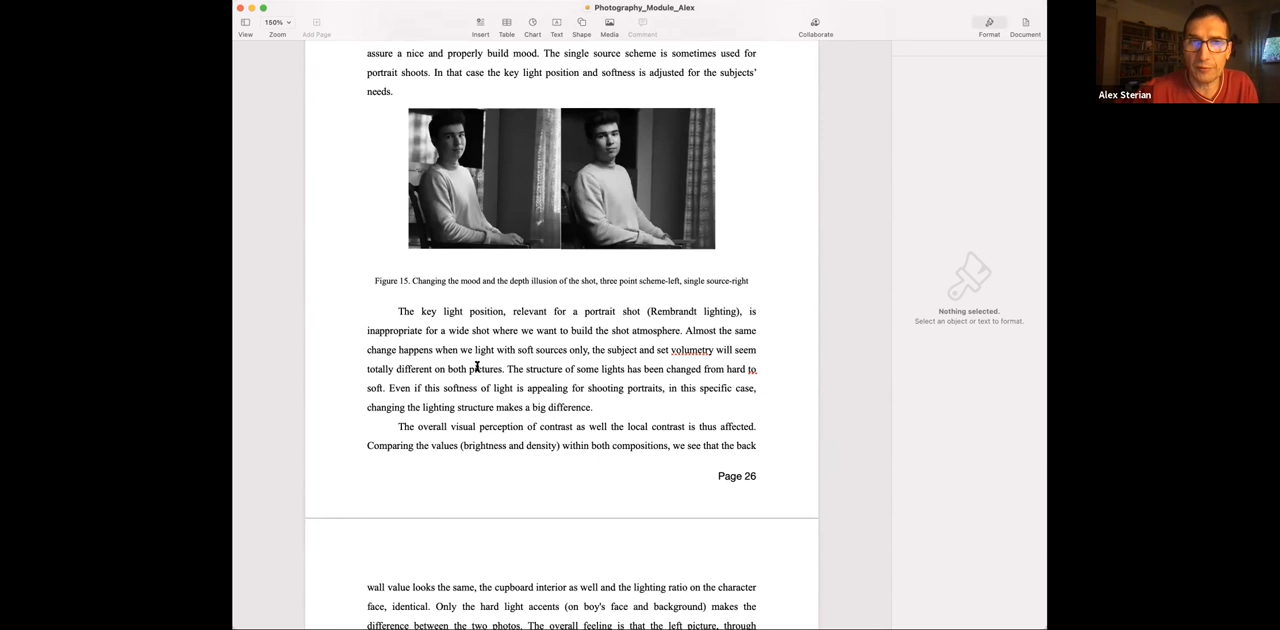 Photography_Module_Alex
150%
View
Zoom
Add Page
Insert
Table
Chart
Text
Shape
Media
Comment
Collaborate
Format
Document
Alex Sterian
assure a nice and properly build mood. The single source scheme is sometimes used for
portrait shoots. In that case the key light position and softness is adjusted for the subjects'
needs.
Figure 15. Changing the mood and the depth illusion of the shot, three point scheme-left, single source-right
The key light position, relevant for a portrait shot (Rembrandt lighting), is
inappropriate for a wide shot where we want to build the shot atmosphere. Almost the same
change happens when we light with soft sources only, the subject and set volumetry will seem
totally different on both pictures. The structure of some lights has been changed from hard to
soft. Even if this softness of light is appealing for shooting portraits, in this specific case,
changing the lighting structure makes a big difference.
The overall visual perception of contrast as well the local contrast is thus affected.
Comparing the values (brightness and density) within both compositions, we see that the back
Page 26
wall value looks the same, the cupboard interior as well and the lighting ratio on the character
face, identical. Only the hard light accents (on boy's face and background) makes the
difference between the two photos. The overall feeling is that the left picture, through
Nothing selected.
Select an object or text to format.